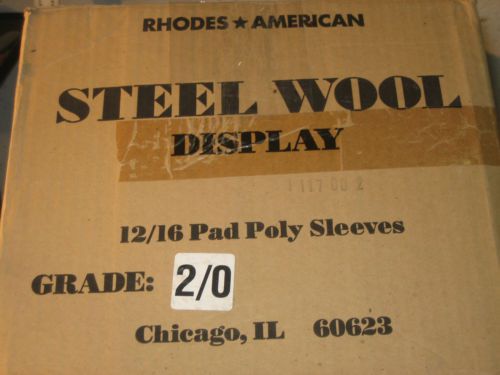 RHODES★AMERICAN
STEEL WOOL
DISPLAY
12/16 Pad Poly Sleeves
GRADE: 2/0
Chicago, IL 60623